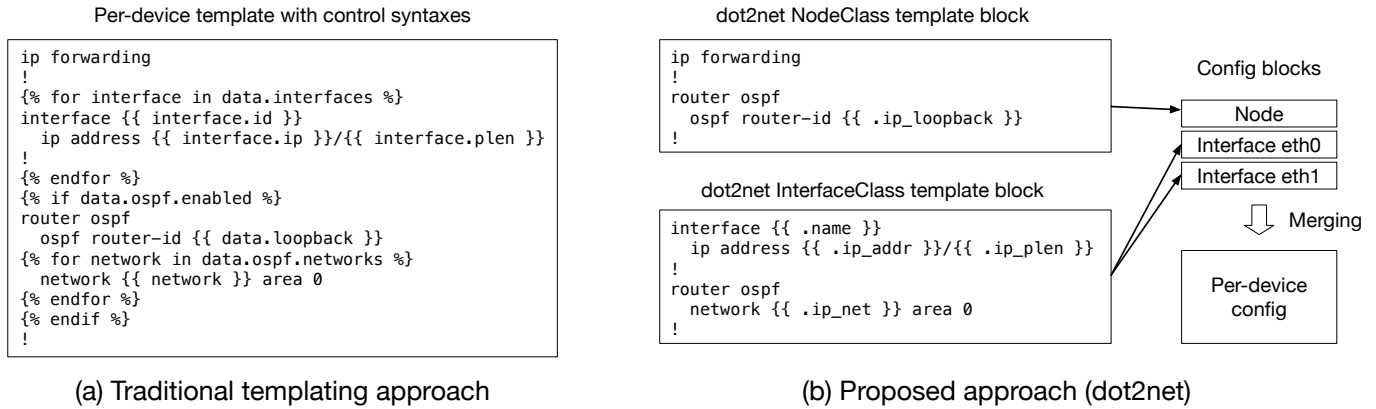 Per-device template with control syntaxes
ip forwarding
!
{% for interface in data.interfaces %}
interface {{ interface.id }}
  ip address {{ interface.ip }}/{{ interface.plen }}
!
{% endfor %}
{% if data.ospf.enabled %}
router ospf
  ospf router-id {{ data.loopback }}
{% for network in data.ospf.networks %}
  network {{ network }} area 0
{% endfor %}
{% endif %}
!
(a) Traditional templating approach
dot2net NodeClass template block
ip forwarding
!
router ospf
  ospf router-id {{ .ip_loopback }}
!
dot2net InterfaceClass template block
interface {{ .name }}
  ip address {{ .ip_addr }}/{{ .ip_plen }}
!
router ospf
  network {{ .ip_net }} area 0
!
Config blocks
Node
Interface eth0
Interface eth1
Merging
Per-device
config
(b) Proposed approach (dot2net)